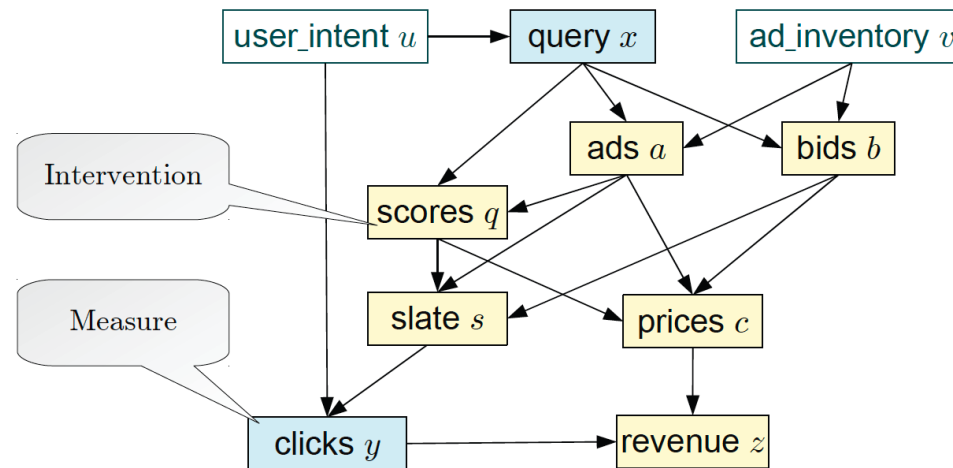 user_intent u
query x
ad_inventory v
ads a
bids b
Intervention
scores q
slate s
prices c
Measure
clicks y
revenue z